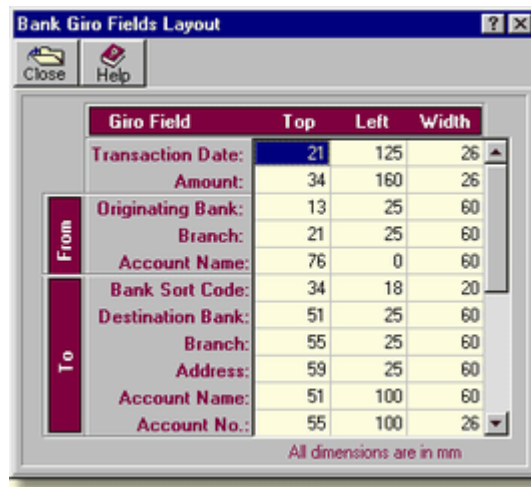 Bank Giro Fields Layout
Close Help
Giro Field Top Left Width
Transaction Date: 21 125 26
Amount: 34 160 26
From
Originating Bank: 13 25 60
Branch: 21 25 60
Account Name: 76 0 60
To
Bank Sort Code: 34 18 20
Destination Bank: 51 25 60
Branch: 55 25 60
Address: 59 25 60
Account Name: 51 100 60
Account No.: 55 100 26
All dimensions are in mm